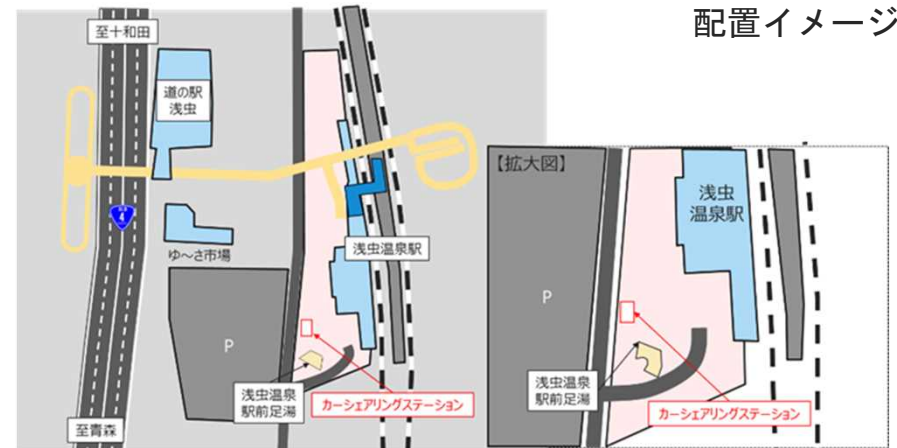 配置イメージ
至十和田
道の駅
浅虫
4
ゆ～さ市場
浅虫温泉駅
P
浅虫温泉
駅前足湯
カーシェアリングステーション
至青森
【拡大図】
浅虫
温泉駅
P
浅虫温泉
駅前足湯
カーシェアリングステーション